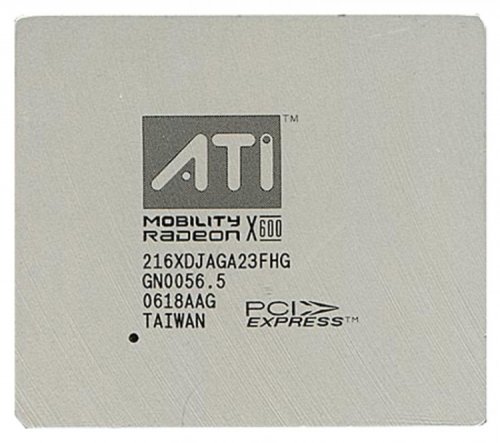 ATI™
MOBILITY
RADEON X600
216XDJAGA23FHG
GN0056.5
0618AAG
TAIWAN
PCI
EXPRESS™